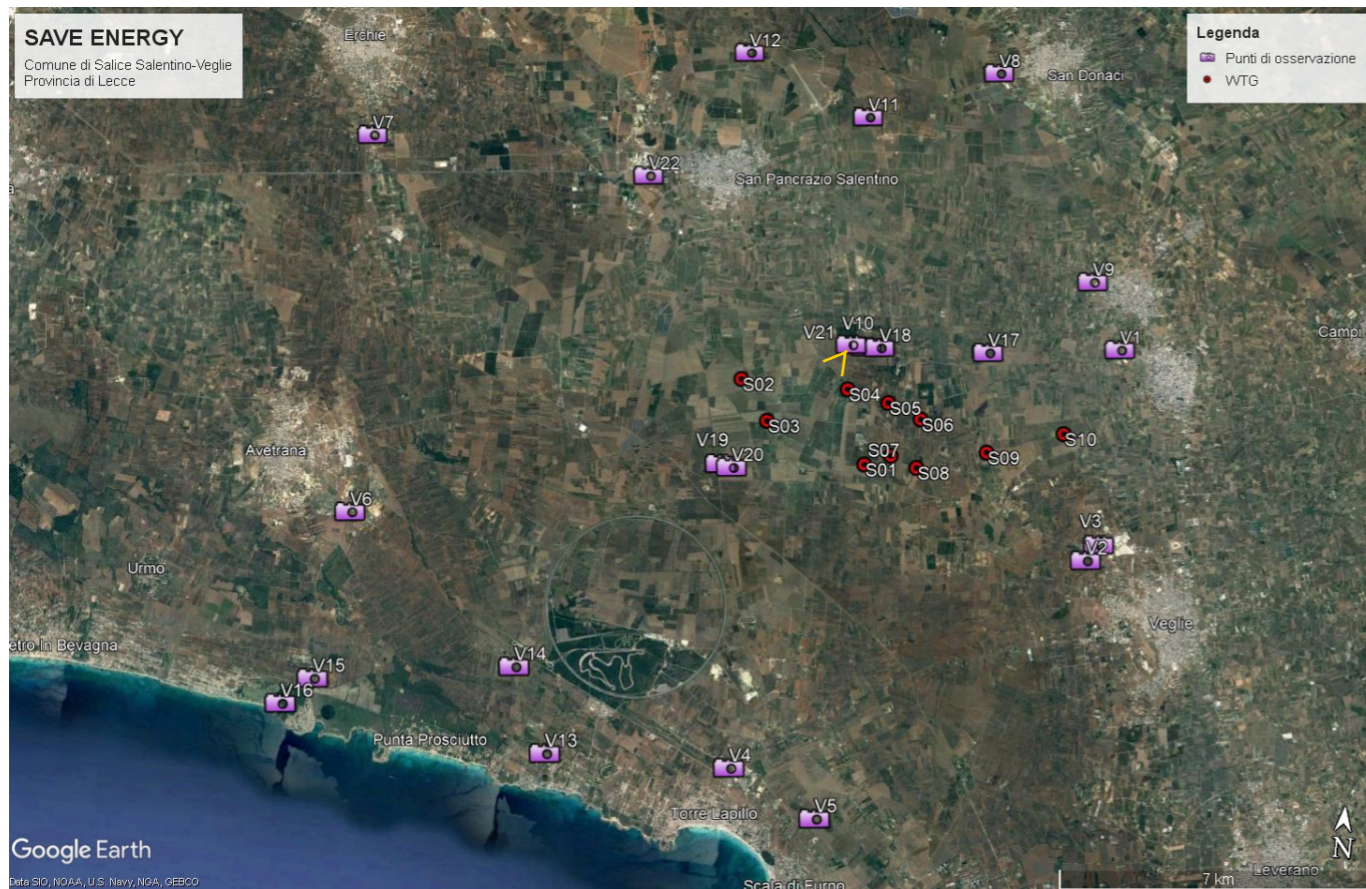 SAVE ENERGY
Comune di Salice Salentino-Veglie
Provincia di Lecce
Legenda
Punti di osservazione
WTG
Erchie
V12
V8
San Donaci
V11
V7
V22
San Pancrazio Salentino
a
V9
Campi
V21
V10
V18
V17
V1
S02
S04
S05
S03
S06
S10
Avetrana
V19
V20
S07
S01
S08
S09
V6
V3
V2
Urmo
Veglie
etro In Bevagna
V14
V15
V16
Punta Prosciutto
V13
V4
Torre Lapillo
V5
Google Earth
N
Leverano
7 km
Data SIO, NOAA, U.S. Navy, NGA, GEBCO
Scala di Furno